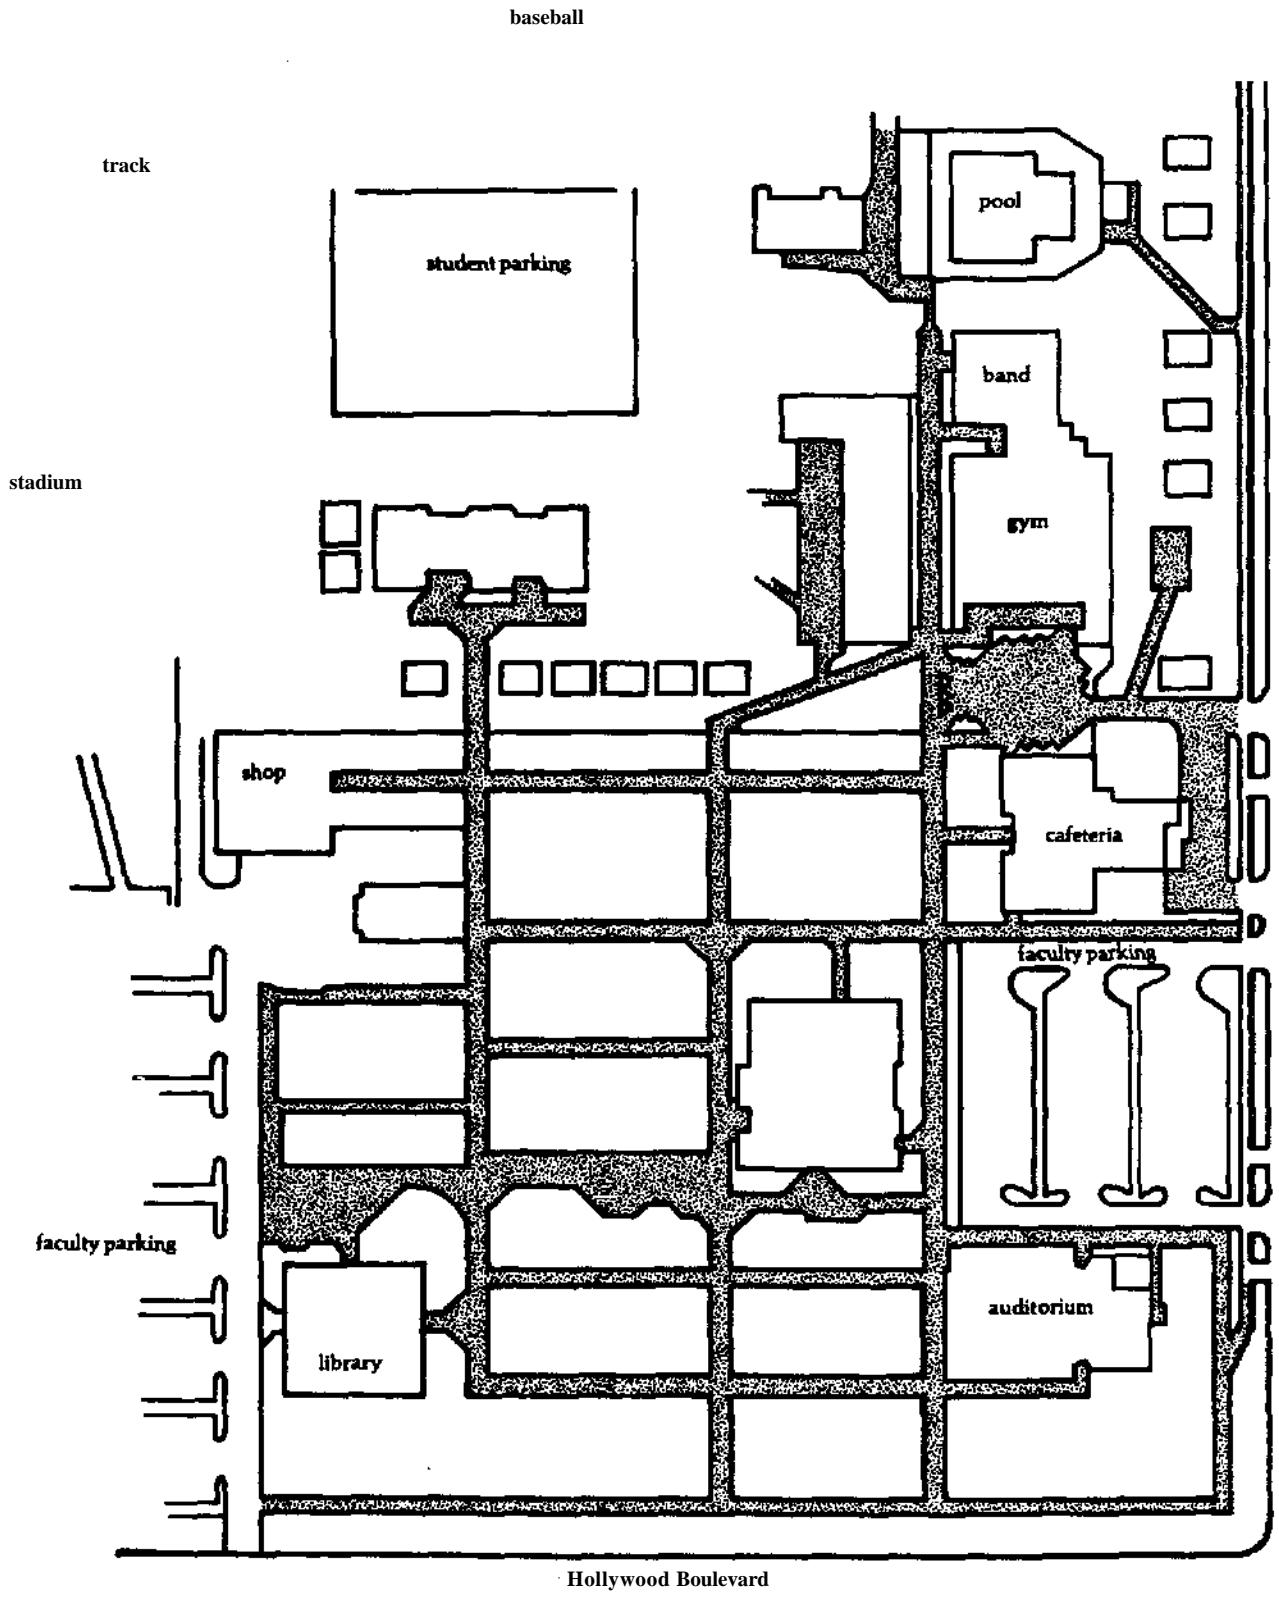 baseball
track
pool
student parking
band
stadium
gym
shop
cafeteria
faculty parking
faculty parking
auditorium
library
Hollywood Boulevard